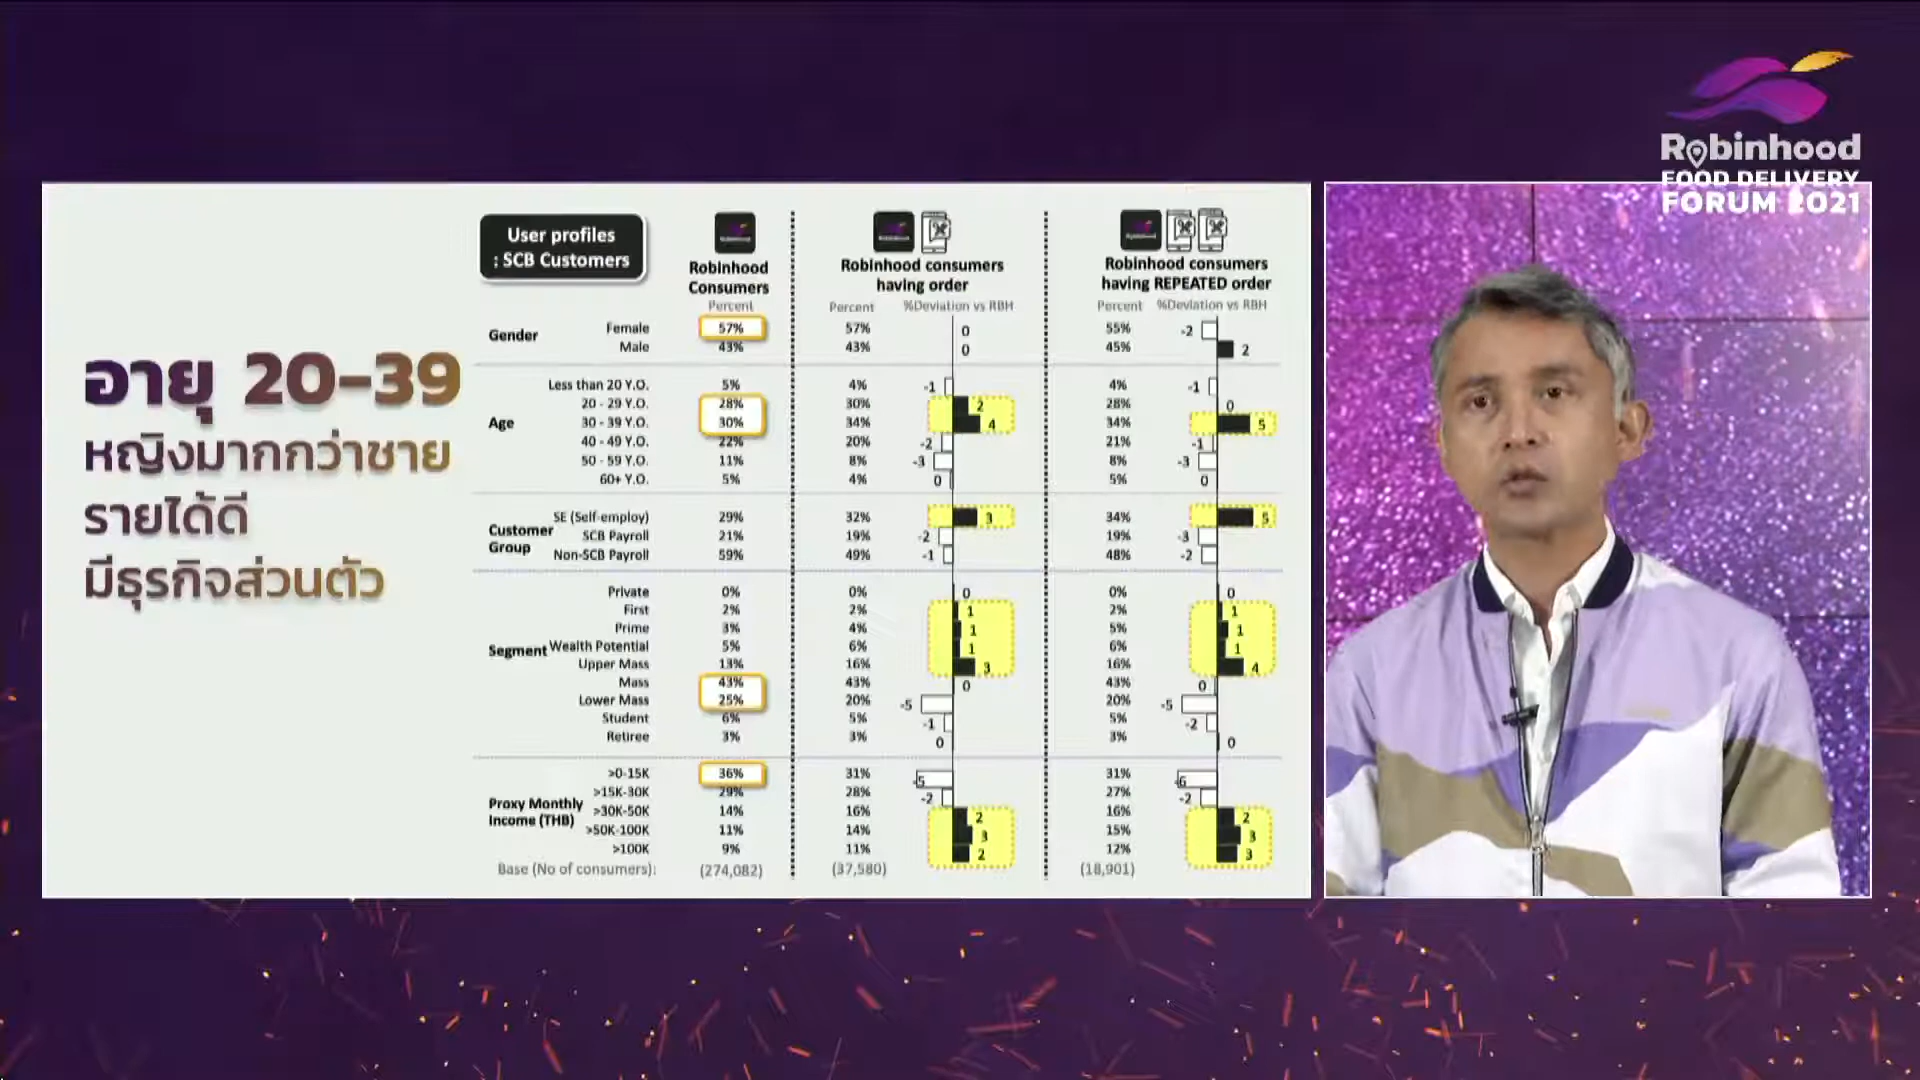 Robinhood
FOOD DELIVERY
FORUM 2021
อายุ 20-39
หญิงมากกว่าชาย
รายได้ดี
มีธุรกิจส่วนตัว
User profiles
: SCB Customers
Robinhood
Consumers
Percent
Robinhood consumers
having order
Percent %Deviation vs RBH
Robinhood consumers
having REPEATED order
Percent %Deviation vs RBH
Gender
Female 57% 57% 0 55% -2
Male 43% 43% 0 45% 2
Age
Less than 20 Y.O. 5% 4% -1 4% -1
20 - 29 Y.O. 28% 30% 2 28% 0
30 - 39 Y.O. 30% 34% 4 34% 5
40 - 49 Y.O. 22% 20% -2 21% -1
50 - 59 Y.O. 11% 8% -3 8% -3
60+ Y.O. 5% 4% 0 5% 0
Customer
Group
SE (Self-employ) 29% 32% 3 34% 5
SCB Payroll 21% 19% -2 19% -3
Non-SCB Payroll 59% 49% -1 48% -2
Segment
Private 0% 0% 0 0% 0
First 2% 2% 1 2% 1
Prime 3% 4% 1 5% 1
Wealth Potential 5% 6% 1 6% 1
Upper Mass 13% 16% 3 16% 4
Mass 43% 43% 0 43% 0
Lower Mass 25% 20% -5 20% -5
Student 6% 5% -1 5% -2
Retiree 3% 3% 0 3% 0
Proxy Monthly
Income (THB)
>0-15K 36% 31% -5 31% -6
>15K-30K 29% 28% -2 27% -2
>30K-50K 14% 16% 2 16% 2
>50K-100K 11% 14% 3 15% 3
>100K 9% 11% 2 12% 3
Base (No of consumers): (274,082) (37,580) (18,901)